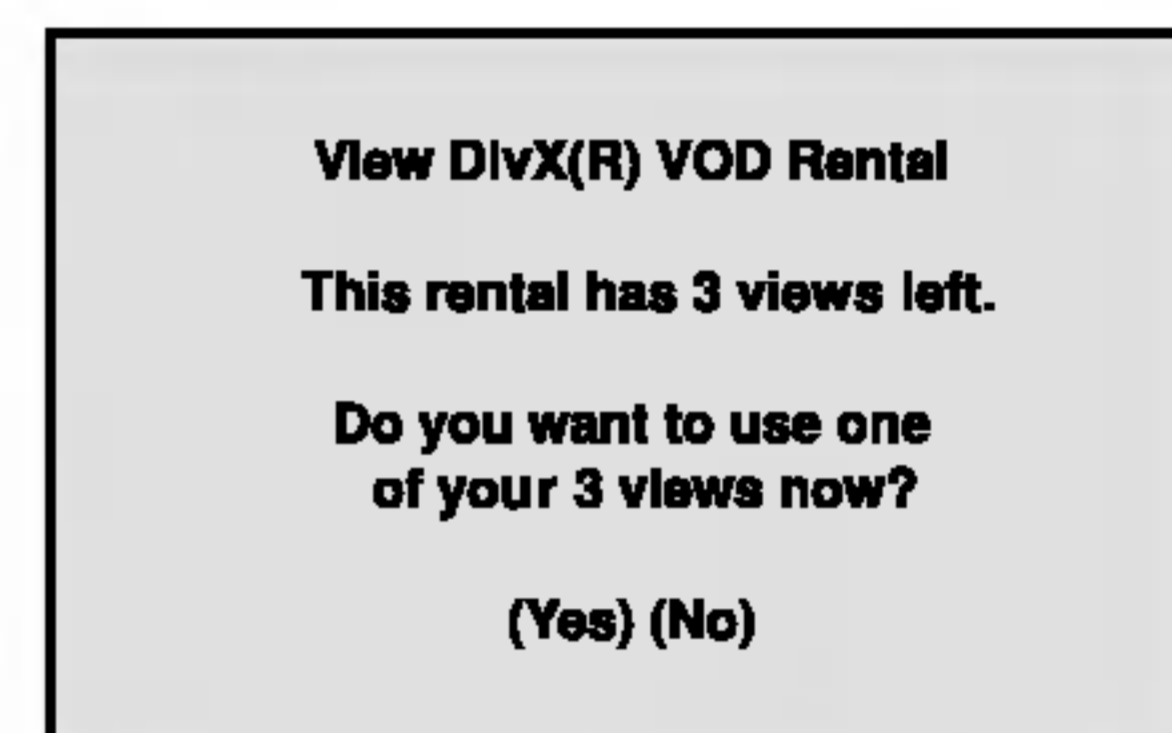 View DivX(R) VOD Rental
This rental has 3 views left.
Do you want to use one
of your 3 views now?
(Yes) (No)